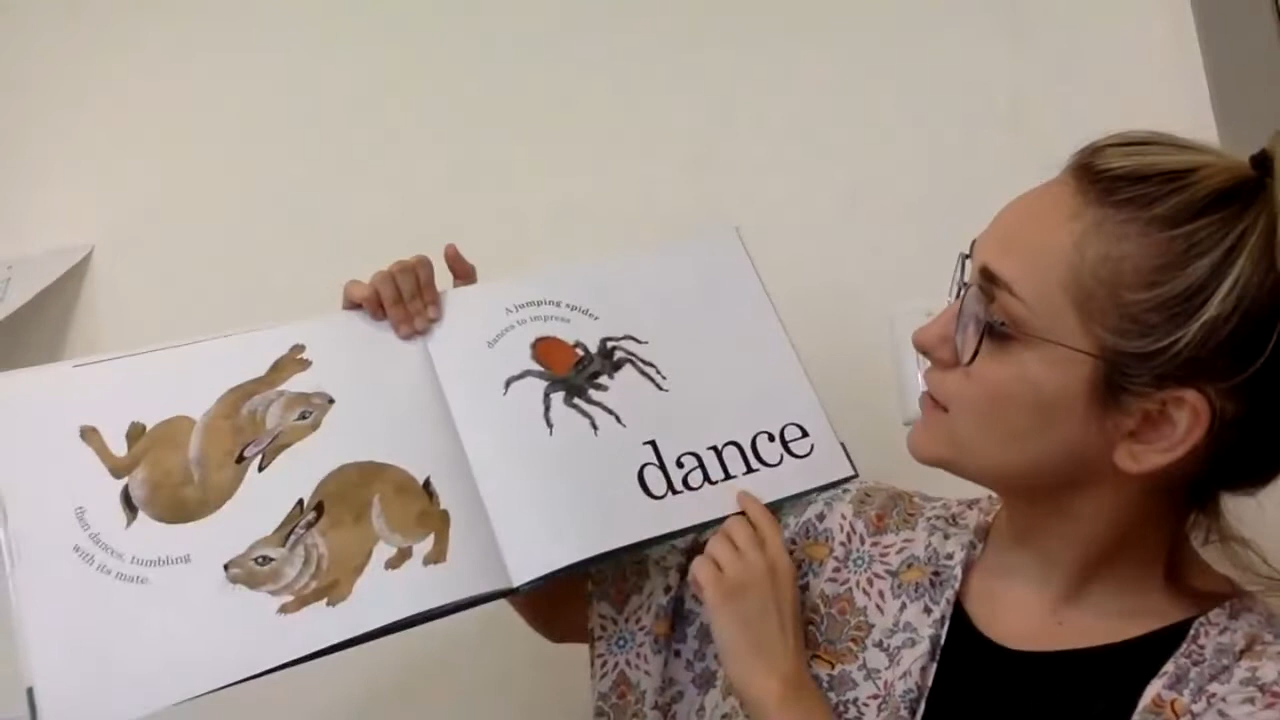 then dances, tumbling
with its mate.
A jumping spider
dances to impress
dance